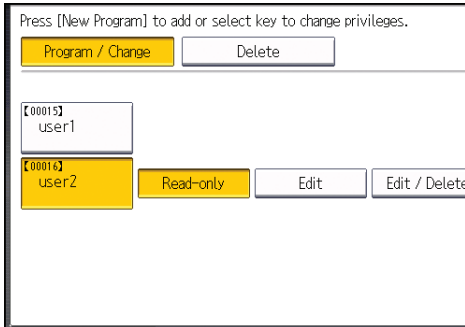 Press [New Program] to add or select key to change privileges.
Program / Change Delete
【00015】
user1
【00016】
user2 Read-only Edit Edit / Delete